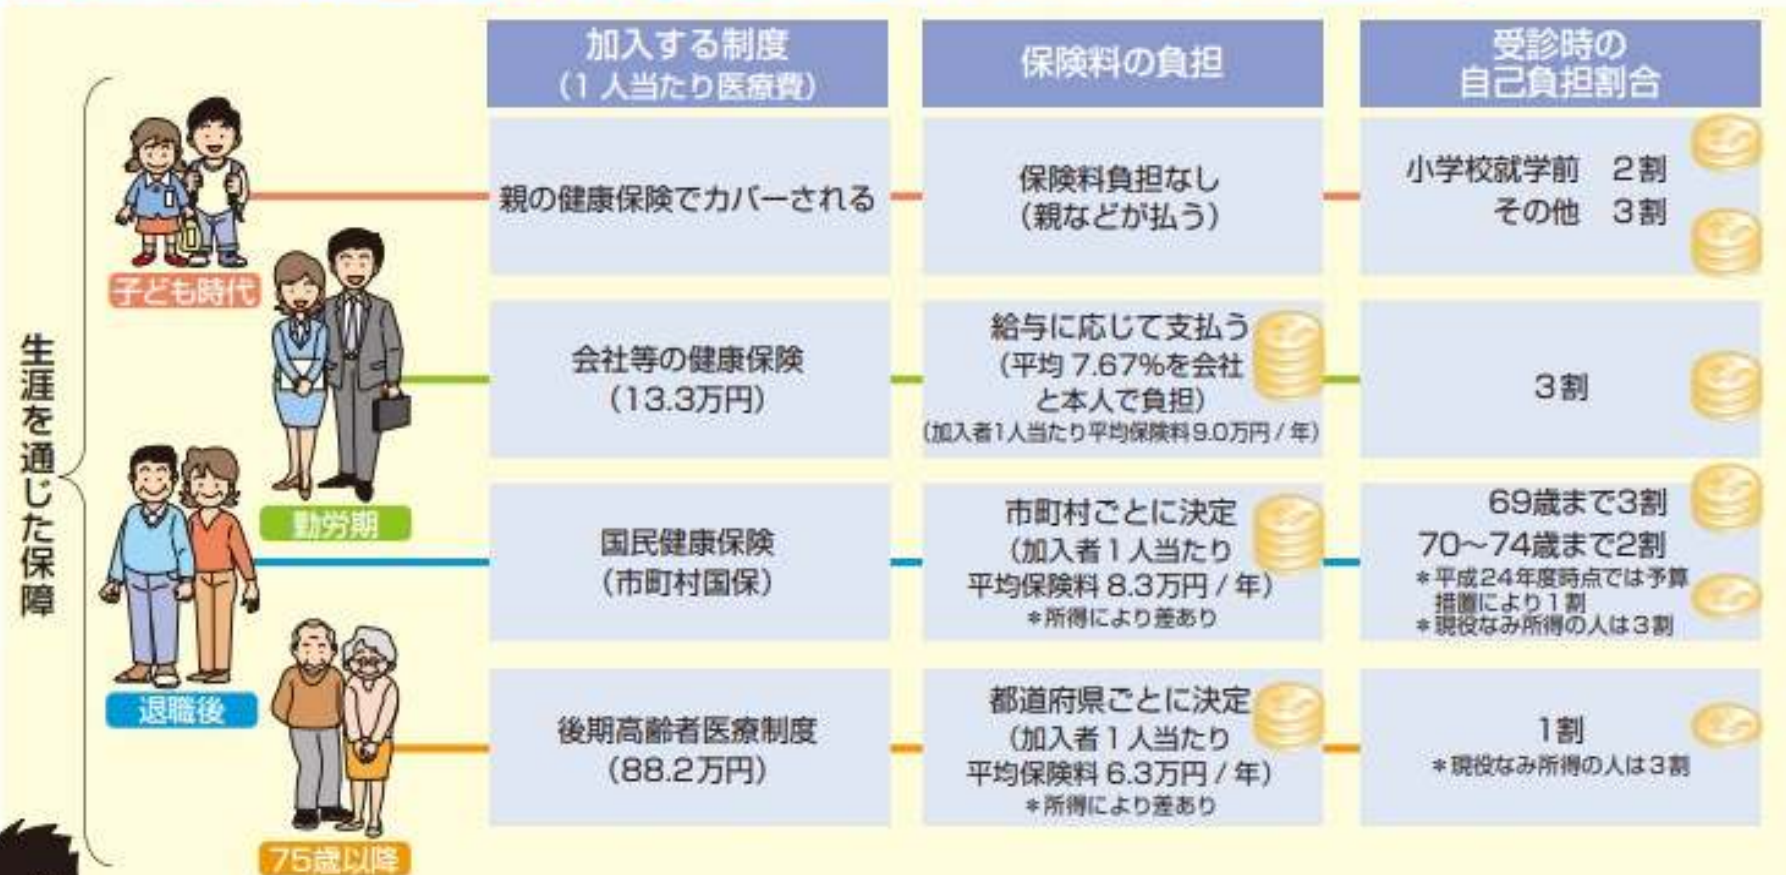 加入する制度
(1人当たり医療費)
保険料の負担
受診時の
自己負担割合
生涯を通じた保障
子ども時代
親の健康保険でカバーされる
保険料負担なし
(親などが払う)
小学校就学前 2割
その他 3割
勤労期
会社等の健康保険
(13.3万円)
給与に応じて支払う
(平均 7.67%を会社
と本人で負担)
(加入者1人当たり平均保険料9.0万円/年)
3割
退職後
国民健康保険
(市町村国保)
市町村ごとに決定
(加入者1人当たり
平均保険料 8.3万円/年)
*所得により差あり
69歳まで3割
70〜74歳まで2割
*平成24年度時点では予算
措置により1割
*現役なみ所得の人は3割
75歳以降
後期高齢者医療制度
(88.2万円)
都道府県ごとに決定
(加入者1人当たり
平均保険料 6.3万円/年)
*所得により差あり
1割
*現役なみ所得の人は3割